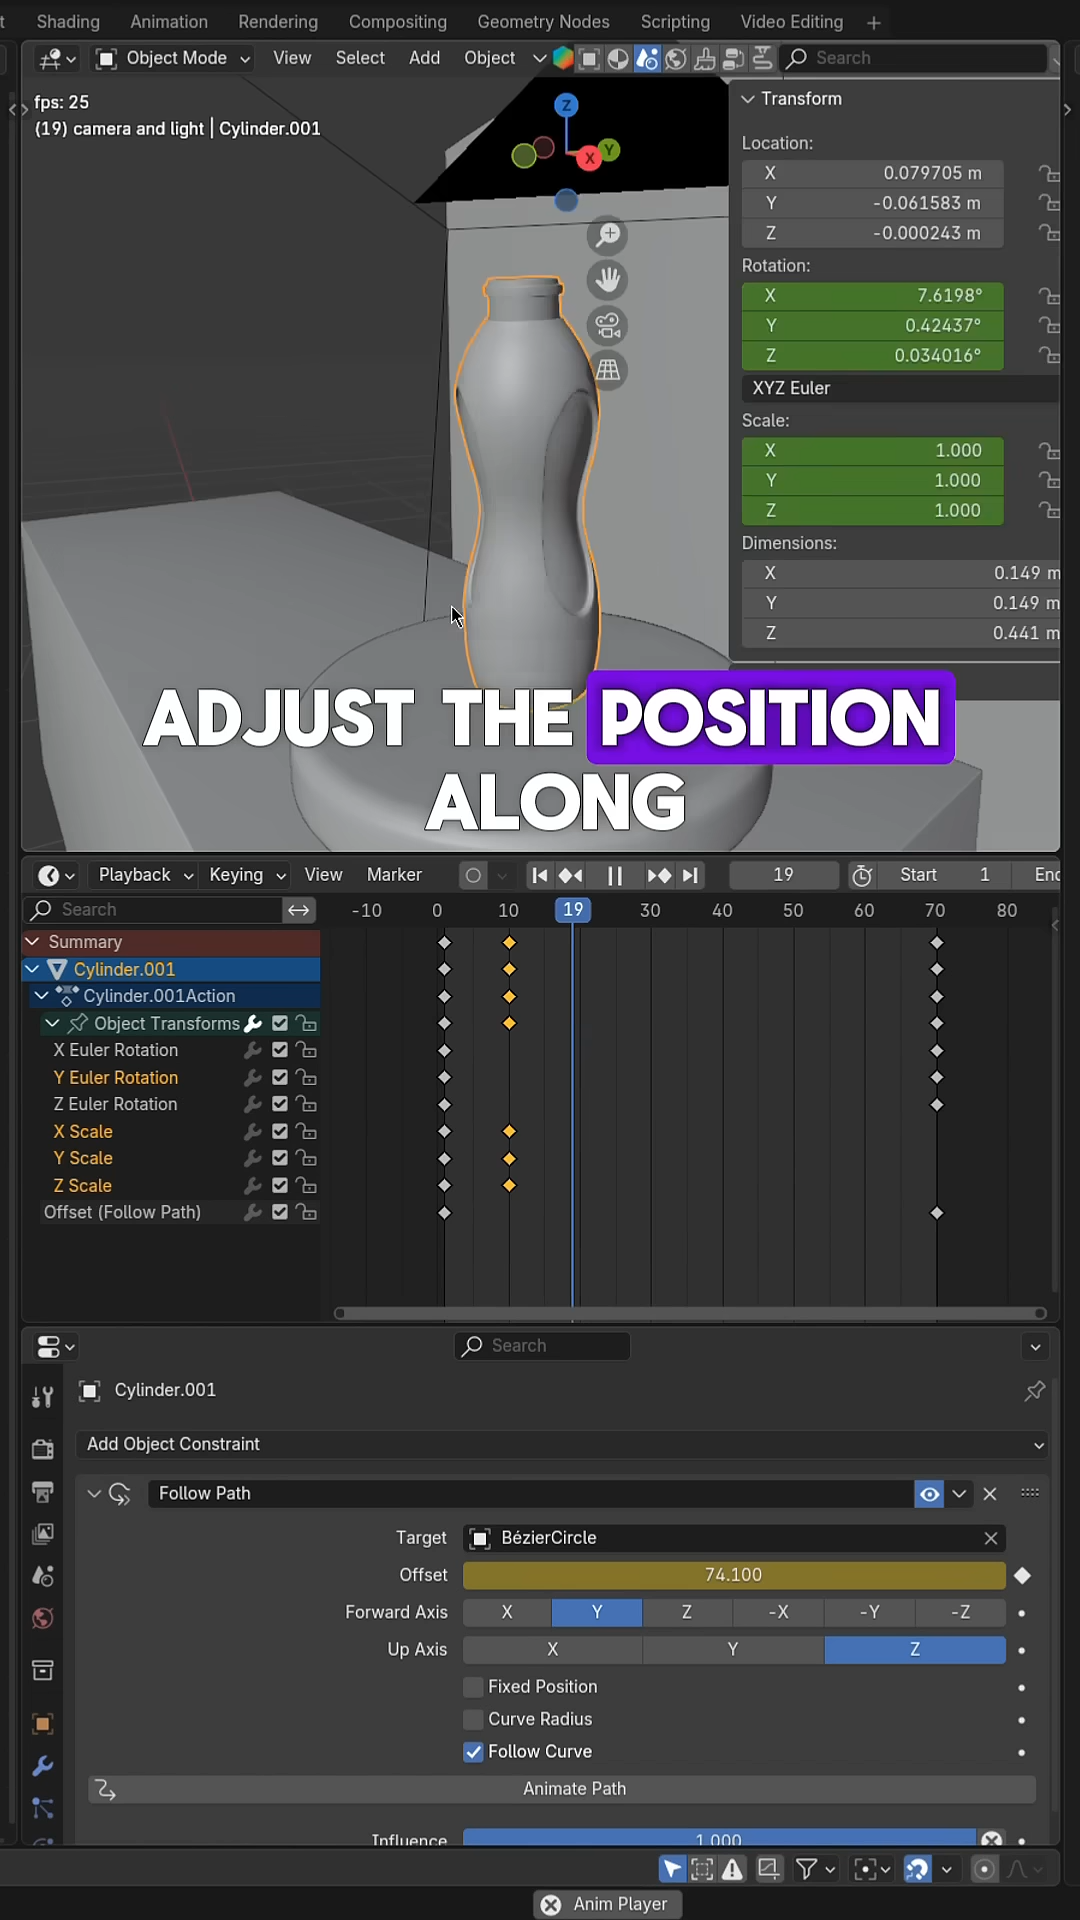 Shading Animation Rendering Compositing Geometry Nodes Scripting Video Editing +
Object Mode View Select Add Object Search
fps: 25
(19) camera and light | Cylinder.001
Z
Y
X
Transform
Location:
X 0.079705 m
Y -0.061583 m
Z -0.000243 m
Rotation:
X 7.6198°
Y 0.42437°
Z 0.034016°
XYZ Euler
Scale:
X 1.000
Y 1.000
Z 1.000
Dimensions:
X 0.149 m
Y 0.149 m
Z 0.441 m
ADJUST THE POSITION
ALONG
Playback Keying View Marker 19 Start 1 End
Search -10 0 10 19 30 40 50 60 70 80
Summary
Cylinder.001
Cylinder.001Action
Object Transforms
X Euler Rotation
Y Euler Rotation
Z Euler Rotation
X Scale
Y Scale
Z Scale
Offset (Follow Path)
Search
Cylinder.001
Add Object Constraint
Follow Path
Target BézierCircle
Offset 74.100
Forward Axis X Y Z -X -Y -Z
Up Axis X Y Z
Fixed Position
Curve Radius
Follow Curve
Animate Path
Influence 1.000
Anim Player